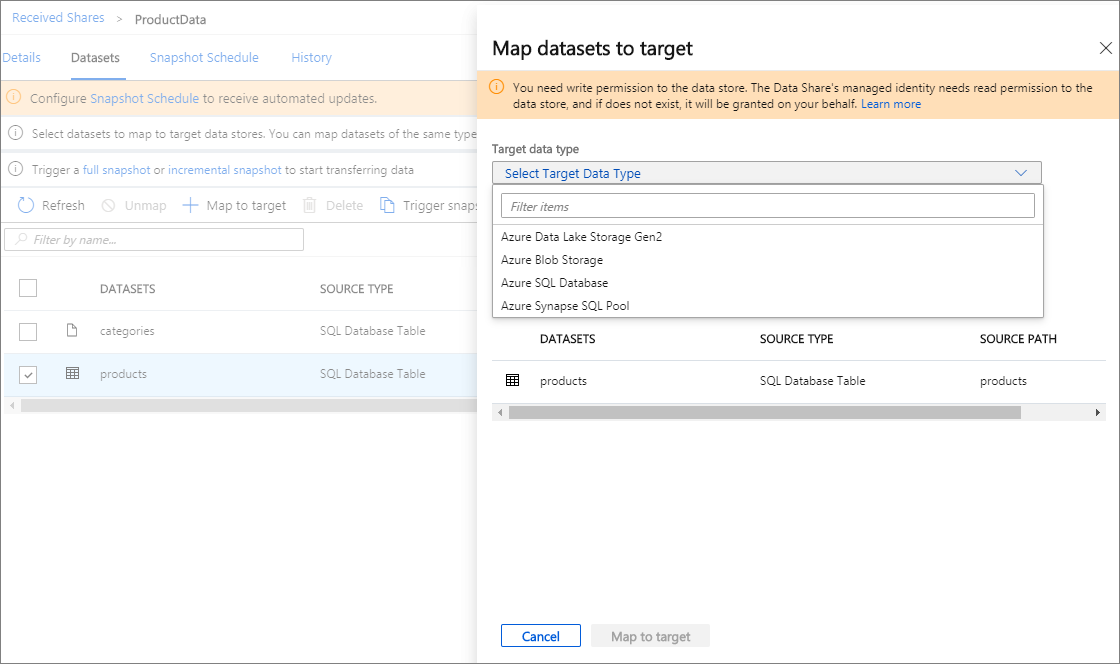 Received Shares > ProductData
Details Datasets Snapshot Schedule History
Configure Snapshot Schedule to receive automated updates.
Select datasets to map to target data stores. You can map datasets of the same type
Trigger a full snapshot or incremental snapshot to start transferring data
Refresh Unmap Map to target Delete Trigger snaps
Filter by name...
DATASETS SOURCE TYPE
categories SQL Database Table
products SQL Database Table
Map datasets to target
You need write permission to the data store. The Data Share's managed identity needs read permission to the
data store, and if does not exist, it will be granted on your behalf. Learn more
Target data type
Select Target Data Type
Filter items
Azure Data Lake Storage Gen2
Azure Blob Storage
Azure SQL Database
Azure Synapse SQL Pool
DATASETS SOURCE TYPE SOURCE PATH
products SQL Database Table products
Cancel Map to target